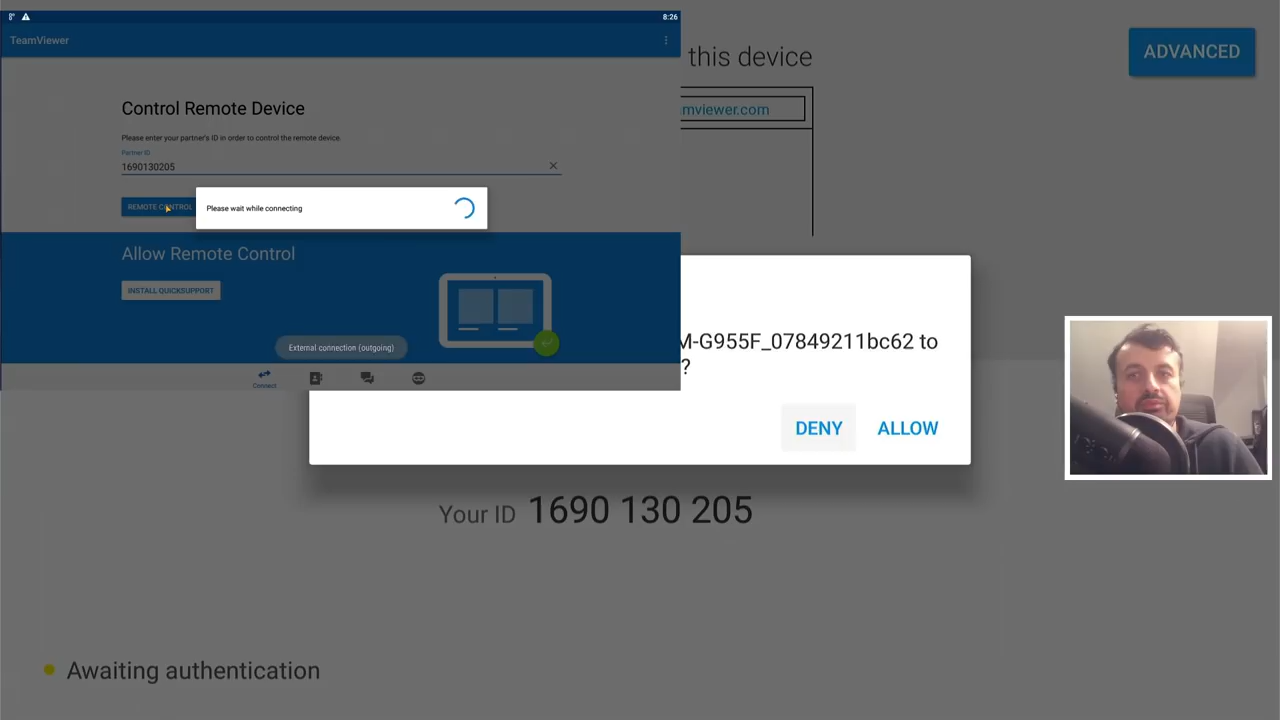 8:26
TeamViewer
Control Remote Device
Please enter your partner's ID in order to control the remote device.
Partner ID
1690130205
REMOTE CONTROL
Please wait while connecting
Allow Remote Control
INSTALL QUICKSUPPORT
External connection (outgoing)
Connect
this device
ADVANCED
mviewer.com
M-G955F_07849211bc62 to
?
DENY
ALLOW
Your ID 1690 130 205
Awaiting authentication